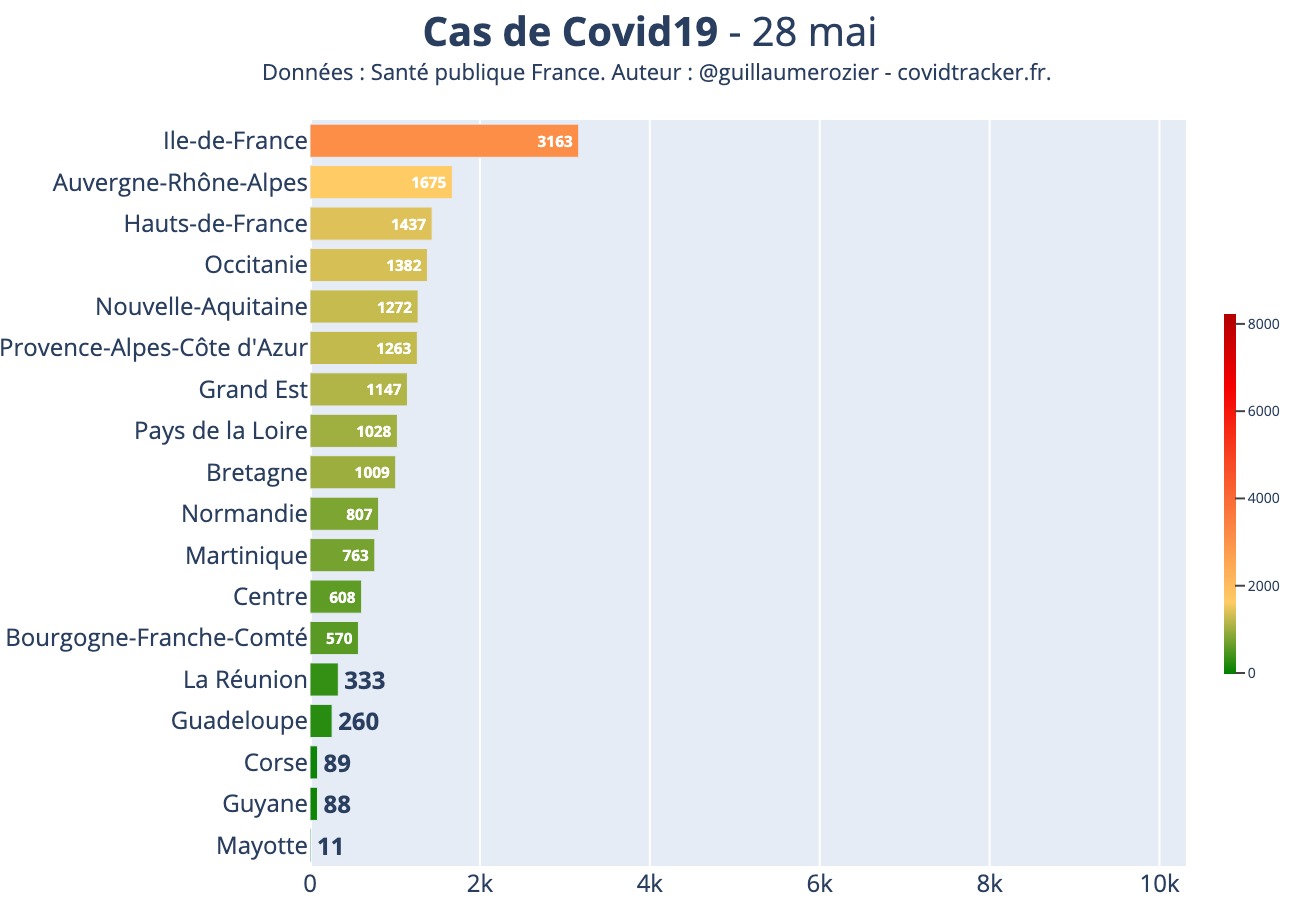 Cas de Covid19 - 28 mai
Données : Santé publique France. Auteur : @guillaumerozier - covidtracker.fr.
Ile-de-France 3163
Auvergne-Rhône-Alpes 1675
Hauts-de-France 1437
Occitanie 1382
Nouvelle-Aquitaine 1272
Provence-Alpes-Côte d'Azur 1263
Grand Est 1147
Pays de la Loire 1028
Bretagne 1009
Normandie 807
Martinique 763
Centre 608
Bourgogne-Franche-Comté 570
La Réunion 333
Guadeloupe 260
Corse 89
Guyane 88
Mayotte 11
0 2k 4k 6k 8k 10k
8000
6000
4000
2000
0